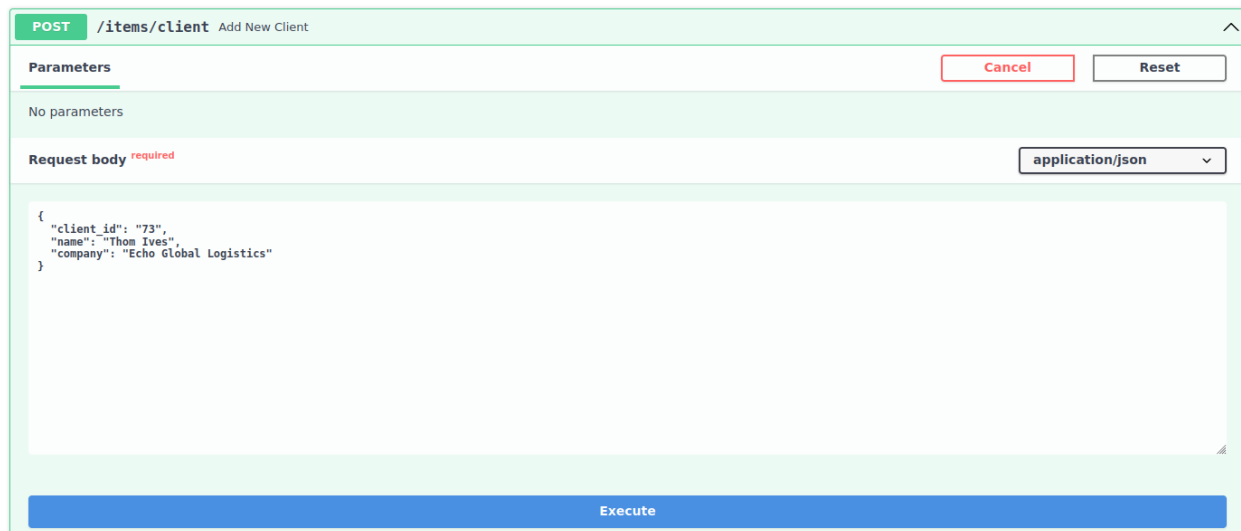 POST /items/client Add New Client
Parameters Cancel Reset
No parameters
Request body required application/json
{
"client_id": "73",
"name": "Thom Ives",
"company": "Echo Global Logistics"
}
Execute